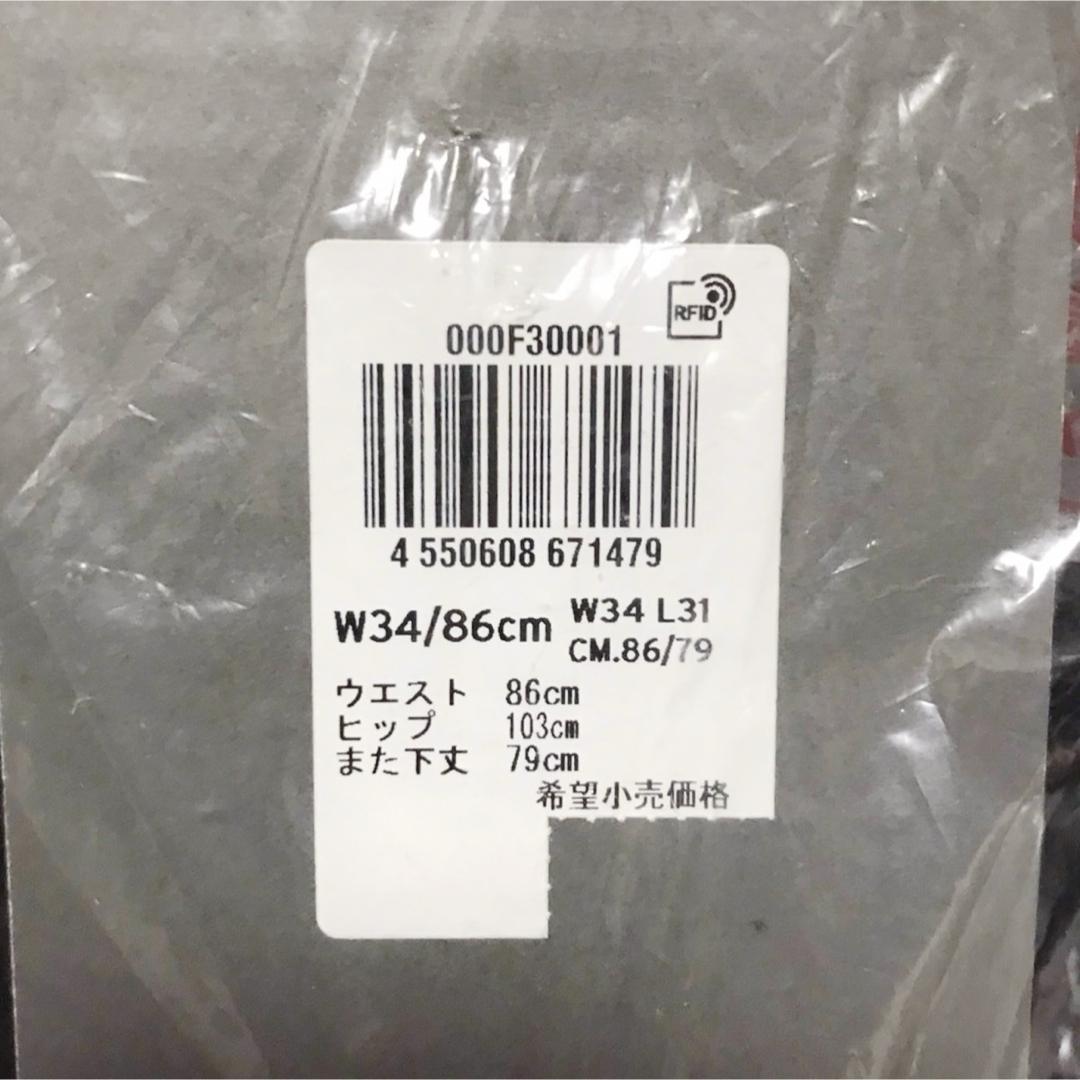 RFID
000F30001
4 550608 671479
W34/86cm
W34 L31
CM.86/79
ウエスト 86cm
ヒップ 103cm
また下丈 79cm
希望小売価格